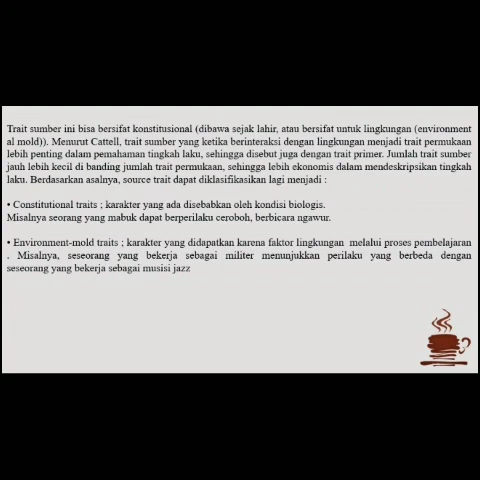 Trait sumber ini bisa bersifat konstitusional (dibawa sejak lahir, atau bersifat untuk lingkungan (environment
al mold)). Menurut Cattell, trait sumber yang ketika berinteraksi dengan lingkungan menjadi trait permukaan
lebih penting dalam pemahaman tingkah laku, sehingga disebut juga dengan trait primer. Jumlah trait sumber
jauh lebih kecil di banding jumlah trait permukaan, sehingga lebih ekonomis dalam mendeskripsikan tingkah
laku. Berdasarkan asalnya, source trait dapat diklasifikasikan lagi menjadi :
• Constitutional traits ; karakter yang ada disebabkan oleh kondisi biologis.
Misalnya seorang yang mabuk dapat berperilaku ceroboh, berbicara ngawur.
• Environment-mold traits ; karakter yang didapatkan karena faktor lingkungan melalui proses pembelajaran
. Misalnya, seseorang yang bekerja sebagai militer menunjukkan perilaku yang berbeda dengan
seseorang yang bekerja sebagai musisi jazz